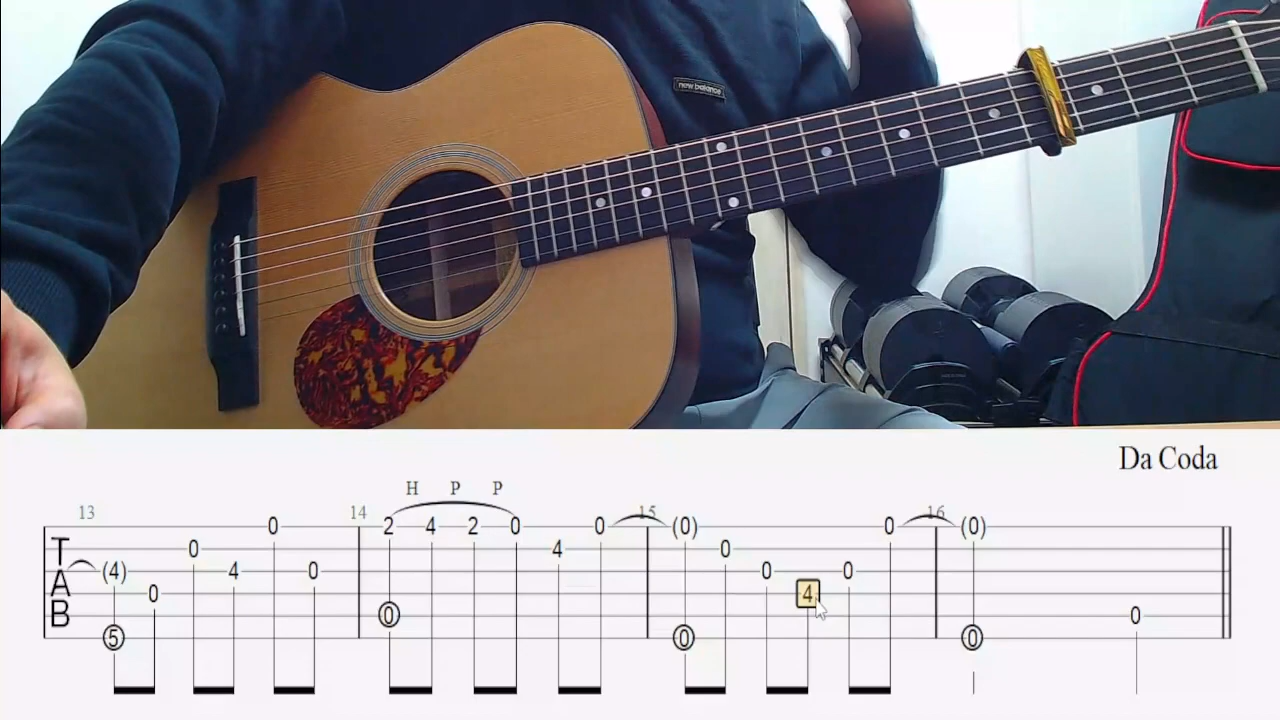 new balance
Da Coda
H P P
13 14 15 16
0 2 4 2 0 0 (0) 0 (0)
T 0 4 0
A (4) 4 0 0 0
0 4
B 0 0
5 0 0